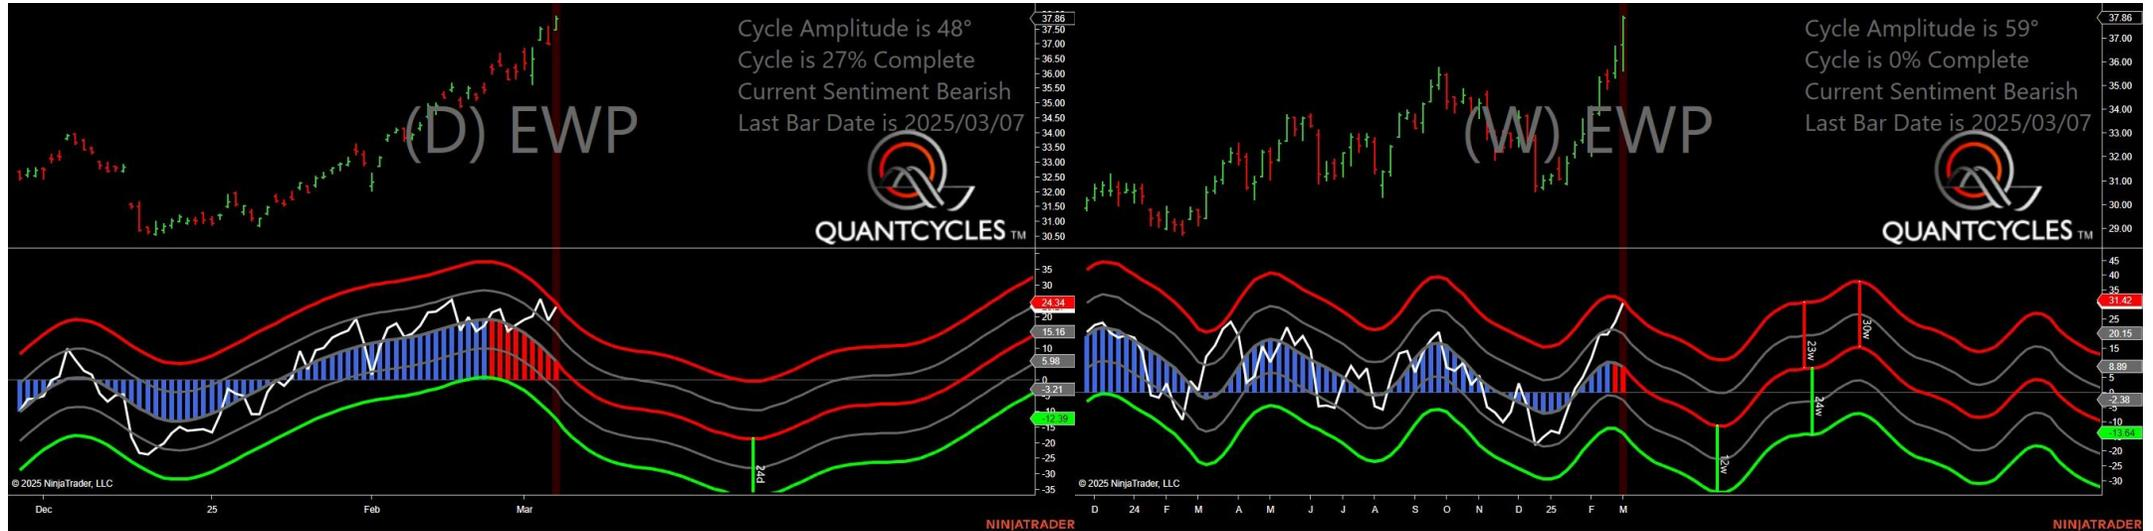 Cycle Amplitude is 48°
Cycle is 27% Complete
Current Sentiment Bearish
Last Bar Date is 2025/03/07
(D) EWP
QUANTCYCLES TM
37.86
37.50
37.00
36.50
36.00
35.50
35.00
34.50
34.00
33.50
33.00
32.50
32.00
31.50
31.00
30.50
35
30
24.34
20
15.16
10
5.98
0
-3.21
-12.39
-15
-20
-25
-30
-35
24d
© 2025 NinjaTrader, LLC
Dec
25
Feb
Mar
NINJATRADER
Cycle Amplitude is 59°
Cycle is 0% Complete
Current Sentiment Bearish
Last Bar Date is 2025/03/07
(W) EWP
QUANTCYCLES TM
37.86
37.00
36.00
35.00
34.00
33.00
32.00
31.00
30.00
29.00
45
40
35
31.42
25
20.15
15
8.89
5
0
-2.38
-5
-10
-13.64
-20
-25
-30
12w
23w
24w
30w
© 2025 NinjaTrader, LLC
D
24
F
M
A
M
J
J
A
S
O
N
D
25
F
M
NINJATRADER